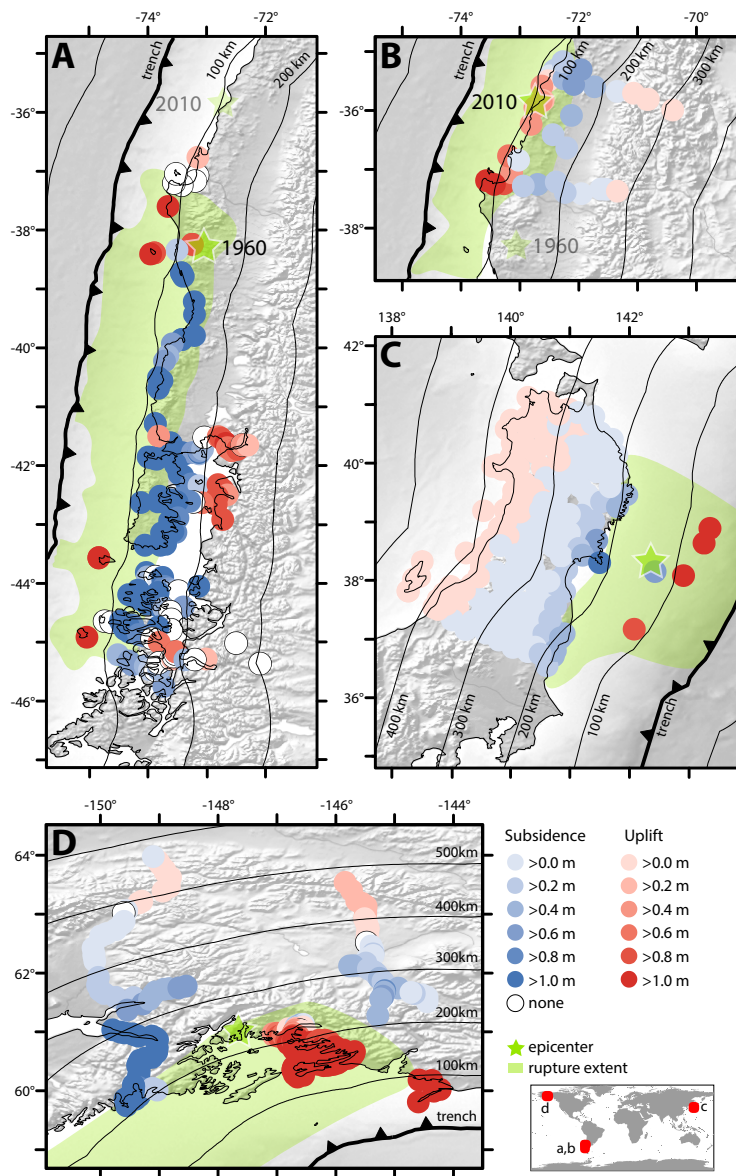 -74° -72°
A
trench
100 km
200 km
2010
1960
-36°
-38°
-40°
-42°
-44°
-46°
-74° -72° -70°
B
trench
100 km
200 km
300 km
2010
1960
-36°
-38°
138° 140° 142°
C
42°
40°
38°
36°
400 km
300 km
200 km
100 km
trench
-150° -148° -146° -144°
D
64°
62°
60°
500km
400km
300km
200km
100km
trench
Subsidence Uplift
>0.0 m >0.0 m
>0.2 m >0.2 m
>0.4 m >0.4 m
>0.6 m >0.6 m
>0.8 m >0.8 m
>1.0 m >1.0 m
none
epicenter
rupture extent
d
c
a,b